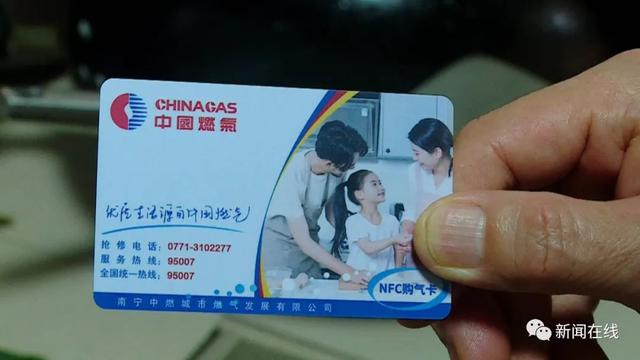 CHINAGAS
中國燃氣
优质生活源自中国燃气
抢修电话：0771-3102277
服务热线：95007
全国统一热线：95007
NFC购气卡
南宁中燃城市燃气发展有限公司
新闻在线